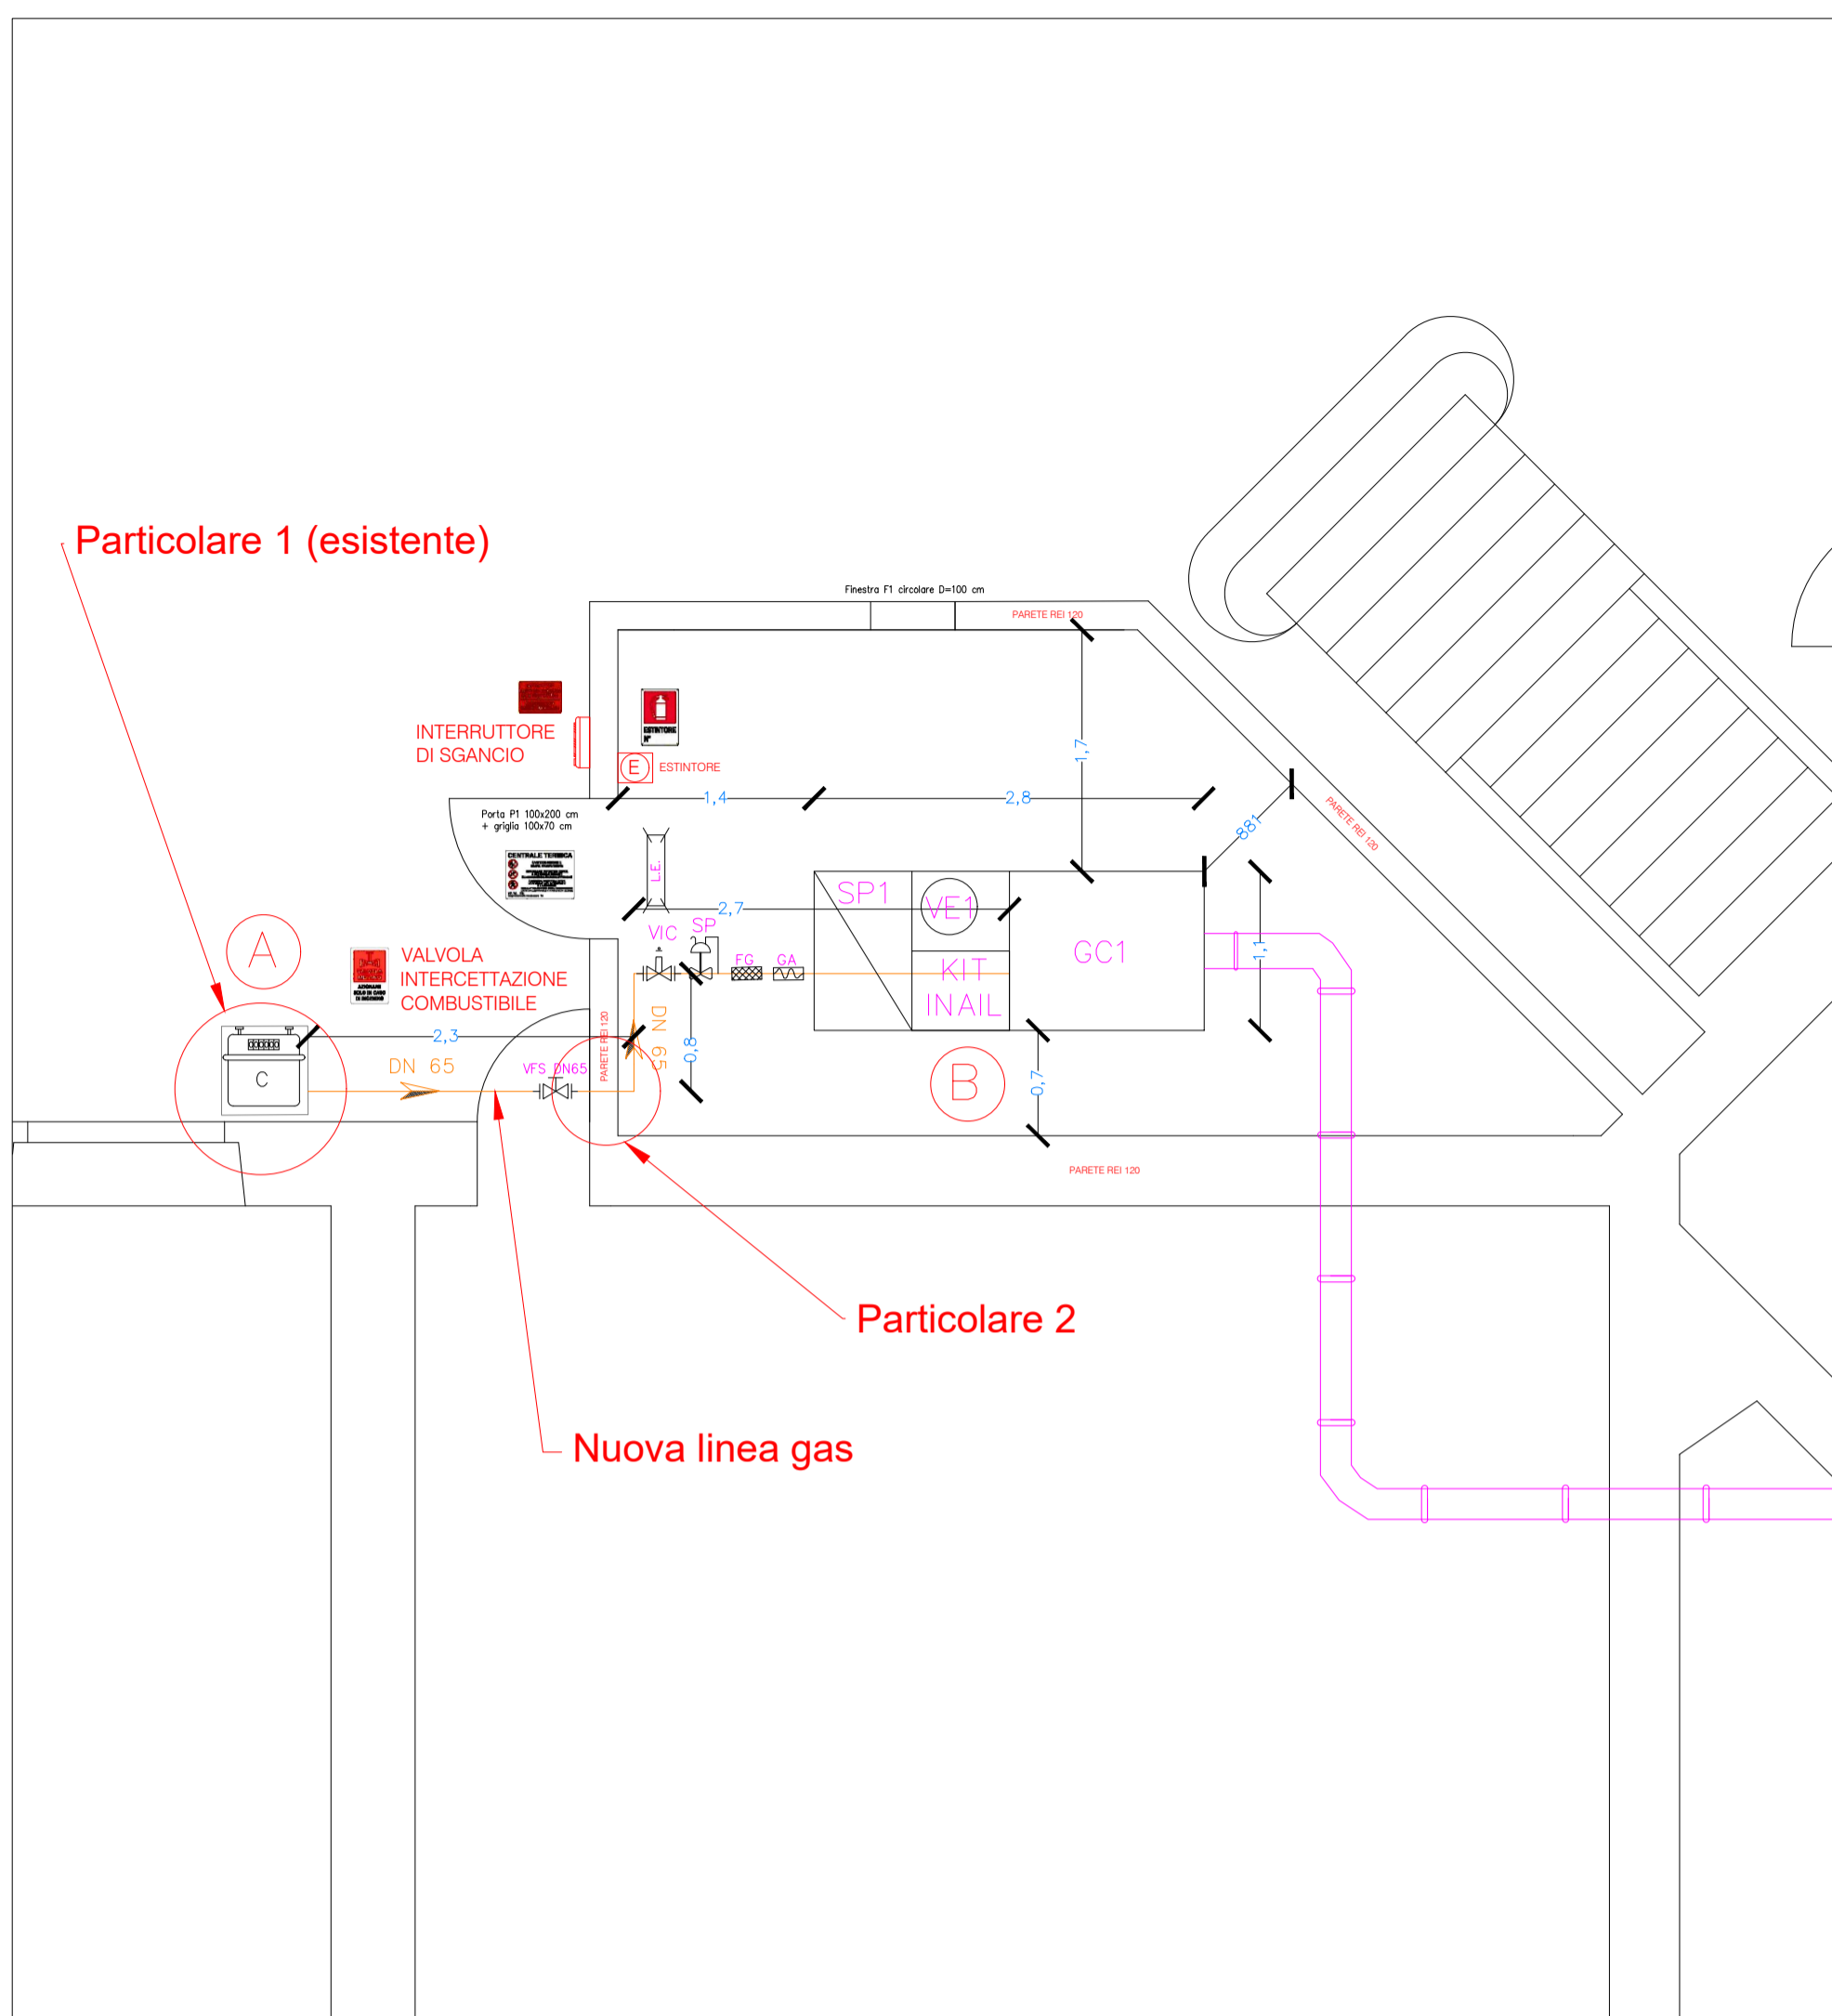 Particolare 1 (esistente)
Finestra F1 circolare D=100 cm
PARETE REI 120
INTERRUTTORE
DI SGANCIO
ESTINTORE
N°
E
ESTINTORE
1,7
1,4
2,8
881
PARETE REI 120
Porta P1 100x200 cm
+ griglia 100x70 cm
CENTRALE TERMICA
L.E.
2,7
SP1
VE1
KIT
INAIL
GC1
1,1
A
VALVOLA
INTERCETTAZIONE
COMBUSTIBILE
VIC
SP
FG
GA
2,3
DN 65
C
VFS DN65
PARETE REI 120
DN 65
0,8
B
0,7
PARETE REI 120
Particolare 2
Nuova linea gas